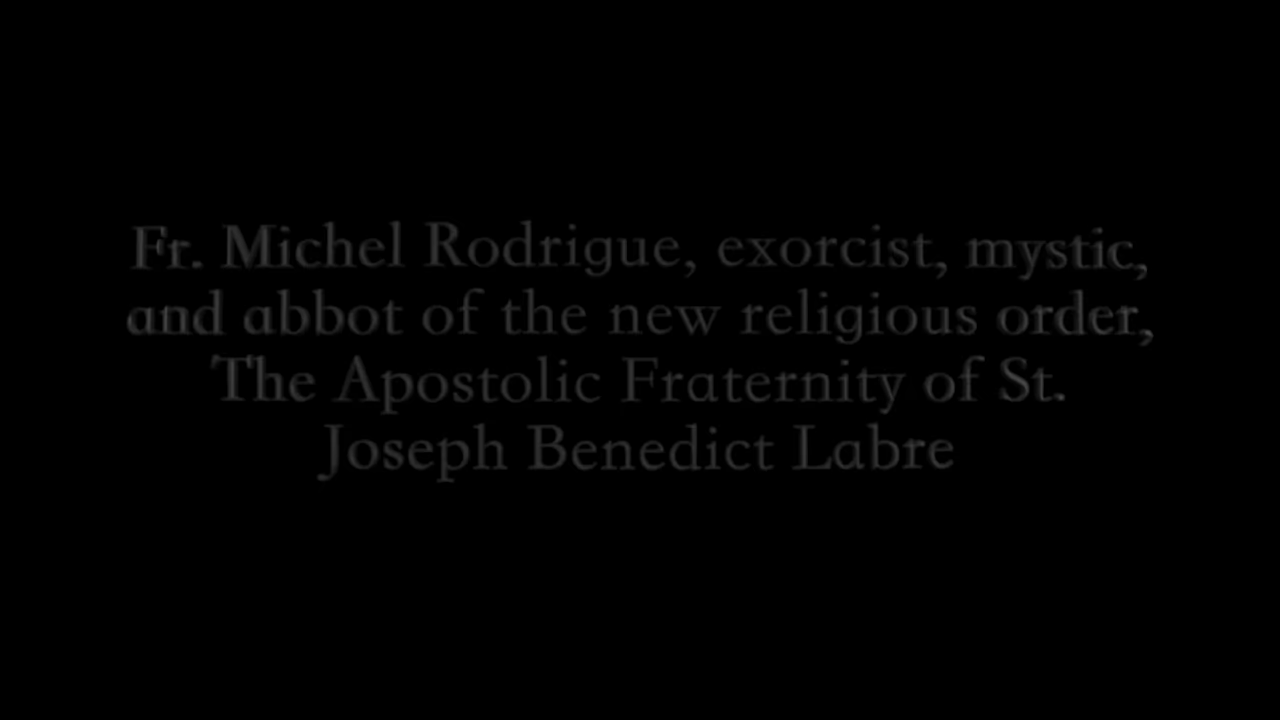 Fr. Michel Rodrigue, exorcist, mystic,
and abbot of the new religious order,
The Apostolic Fraternity of St.
Joseph Benedict Labre